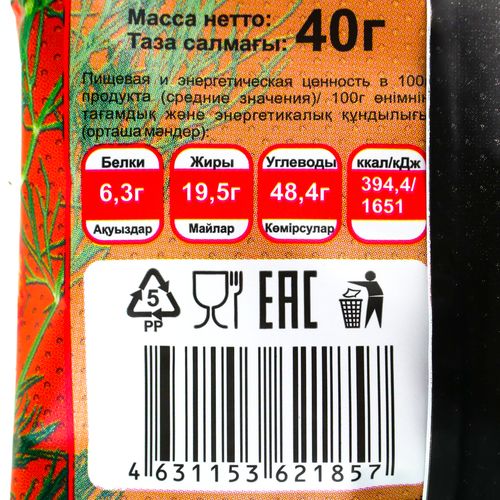 Масса нетто:
Таза салмағы: 40г
Пищевая и энергетическая ценность в 100
продукта (средние значения)/ 100г өнімнің
тағамдық және энергетикалық құндылығы
(орташа мәндер):
Белки Жиры Углеводы ккал/кДж
6,3г 19,5г 48,4г 394,4/
1651
Ақуыздар Майлар Көмірсулар
5
PP
EAC
4 631153 621857